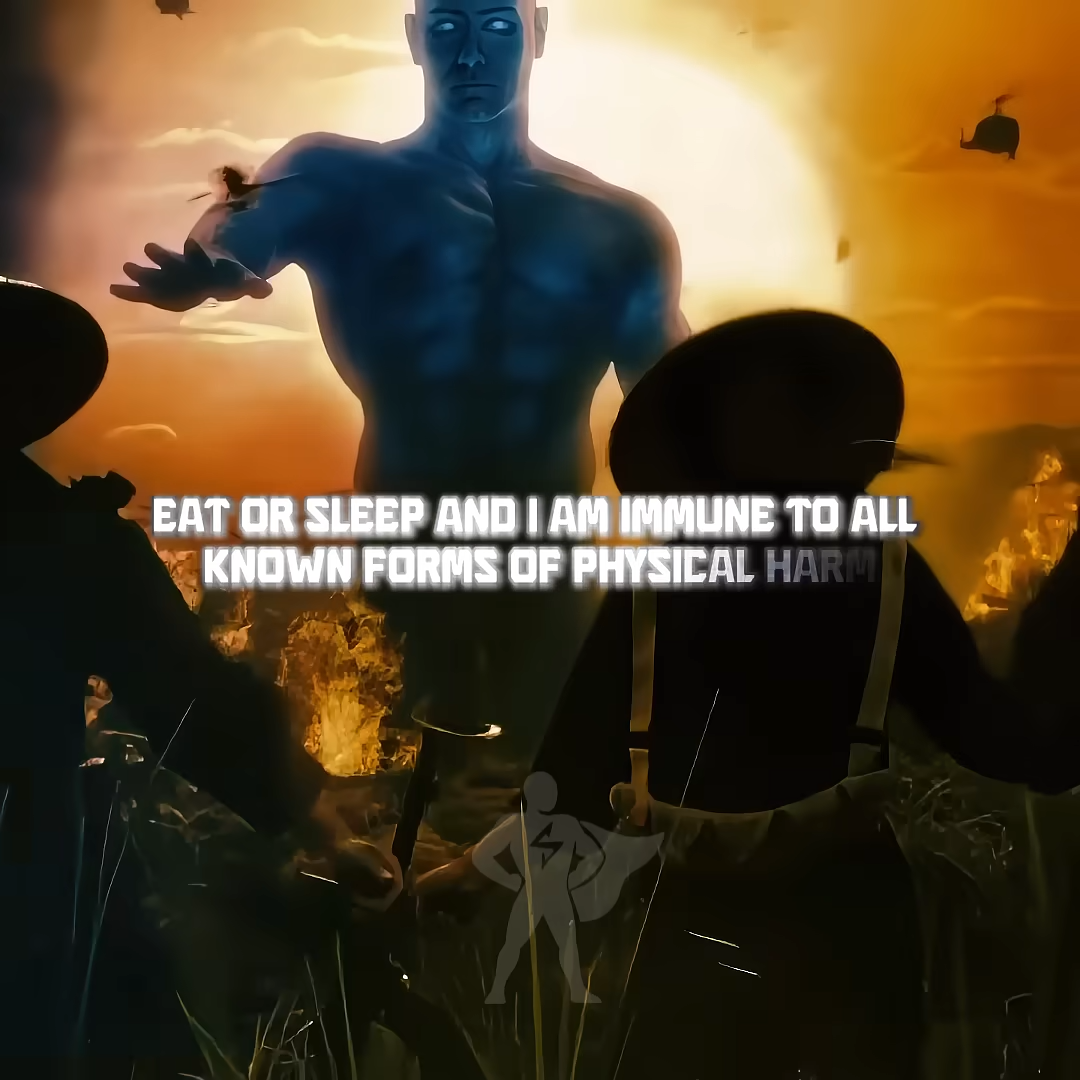 EAT OR SLEEP AND I AM IMMUNE TO ALL
KNOWN FORMS OF PHYSICAL HARM